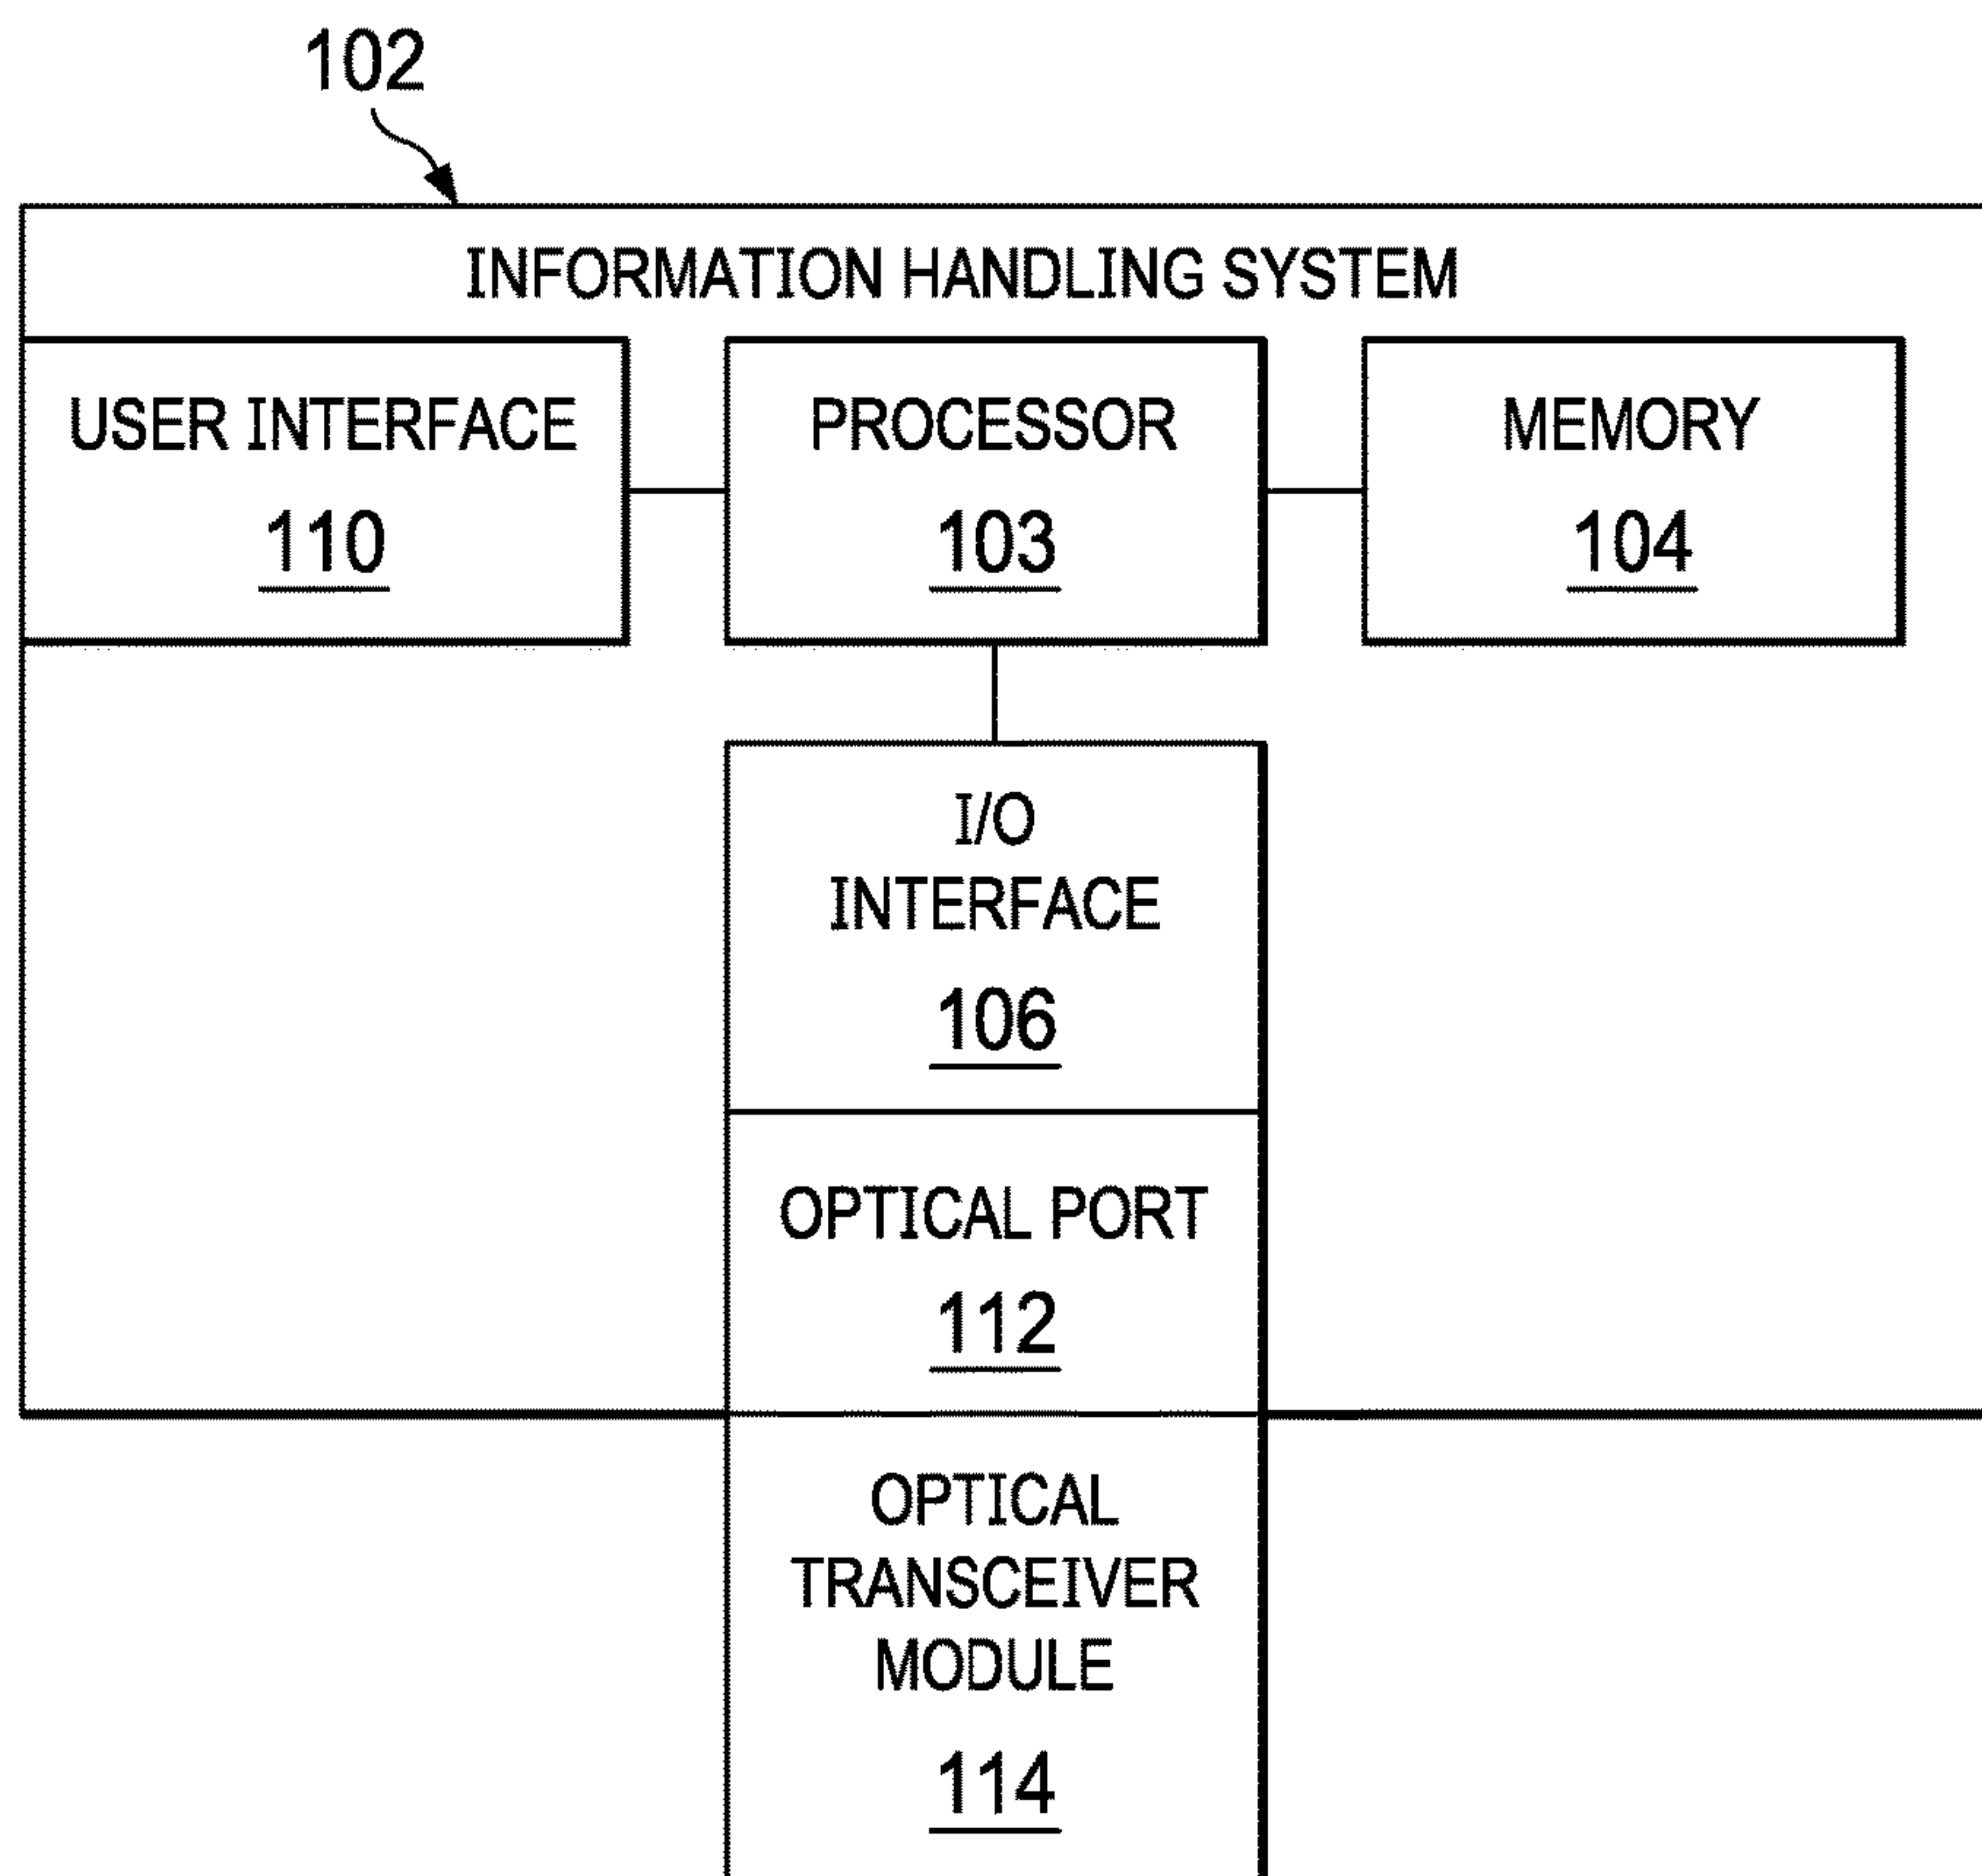 102
INFORMATION HANDLING SYSTEM
USER INTERFACE
110
PROCESSOR
103
MEMORY
104
I/O
INTERFACE
106
OPTICAL PORT
112
OPTICAL
TRANSCEIVER
MODULE
114